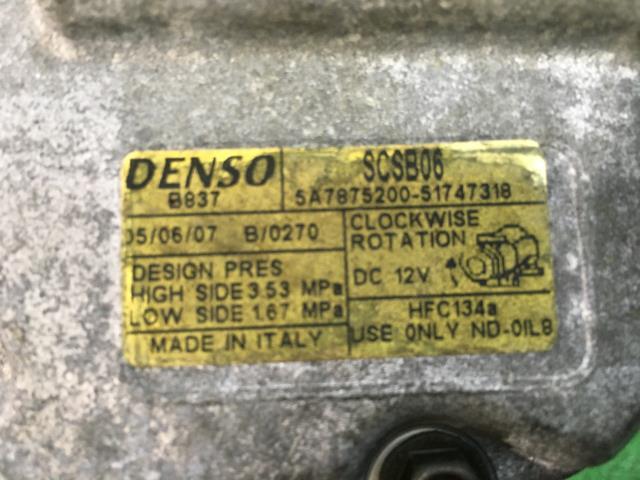 DENSO
B837
SCSB06
5A7875200-51747318
05/06/07 B/0270
CLOCKWISE
ROTATION
DC 12V
DESIGN PRES
HIGH SIDE 3.53 MPa
LOW SIDE 1.67 MPa
HFC134a
USE ONLY ND-OIL8
MADE IN ITALY